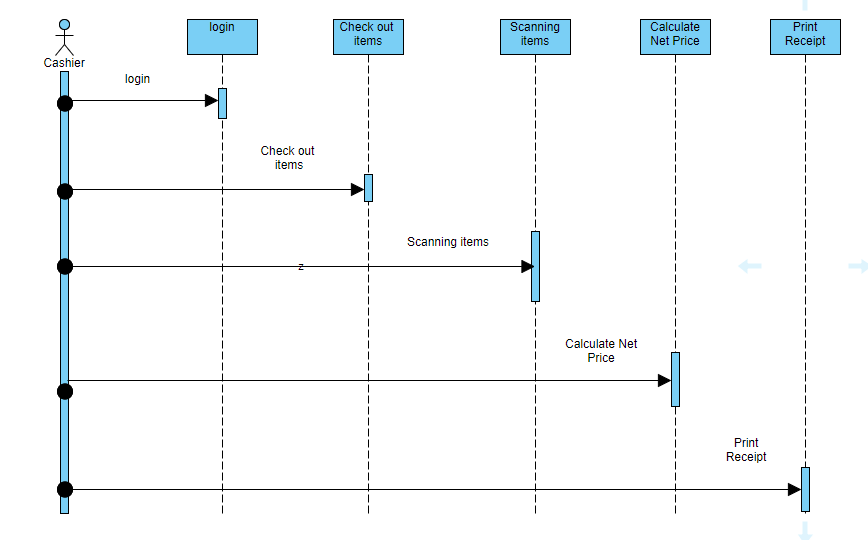 login
Check out
items
Scanning
items
Calculate
Net Price
Print
Receipt
Cashier
login
Check out
items
Scanning items
z
Calculate Net
Price
Print
Receipt